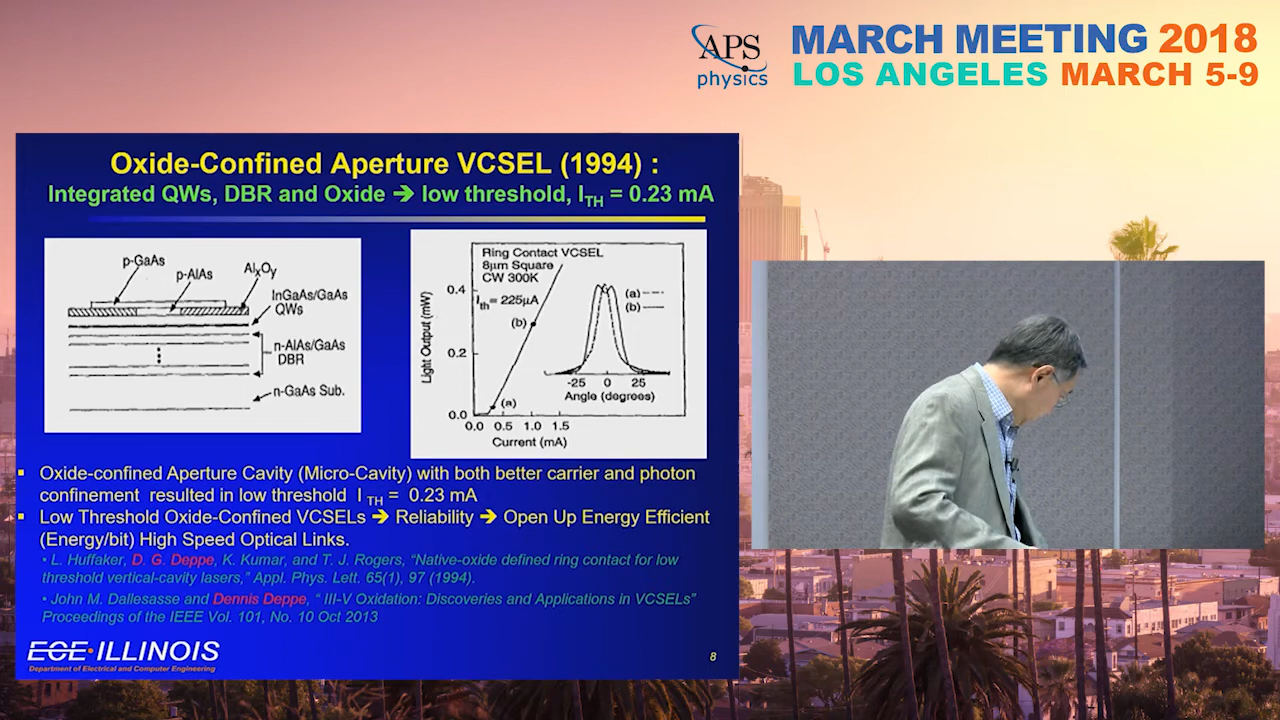 APS
physics
MARCH MEETING 2018
LOS ANGELES MARCH 5-9
Oxide-Confined Aperture VCSEL (1994) :
Integrated QWs, DBR and Oxide ➔ low threshold, ITH = 0.23 mA
p-GaAs
p-AlAs
AlxOy
InGaAs/GaAs
QWs
n-AlAs/GaAs
DBR
n-GaAs Sub.
Ring Contact VCSEL
8μm Square
CW 300K
Ith = 225μA
(b)
(a)
(a)
(b)
0.4
0.2
0.0
Light Output (mW)
-25 0 25
Angle (degrees)
0.0 0.5 1.0 1.5
Current (mA)
▪ Oxide-confined Aperture Cavity (Micro-Cavity) with both better carrier and photon
confinement resulted in low threshold I TH = 0.23 mA
▪ Low Threshold Oxide-Confined VCSELs ➔ Reliability ➔ Open Up Energy Efficient
(Energy/bit) High Speed Optical Links.
• L. Huffaker, D. G. Deppe, K. Kumar, and T. J. Rogers, “Native-oxide defined ring contact for low
threshold vertical-cavity lasers,” Appl. Phys. Lett. 65(1), 97 (1994).
• John M. Dallesasse and Dennis Deppe, “ III-V Oxidation: Discoveries and Applications in VCSELs”
Proceedings of the IEEE Vol. 101, No. 10 Oct 2013
ECE·ILLINOIS
Department of Electrical and Computer Engineering
8